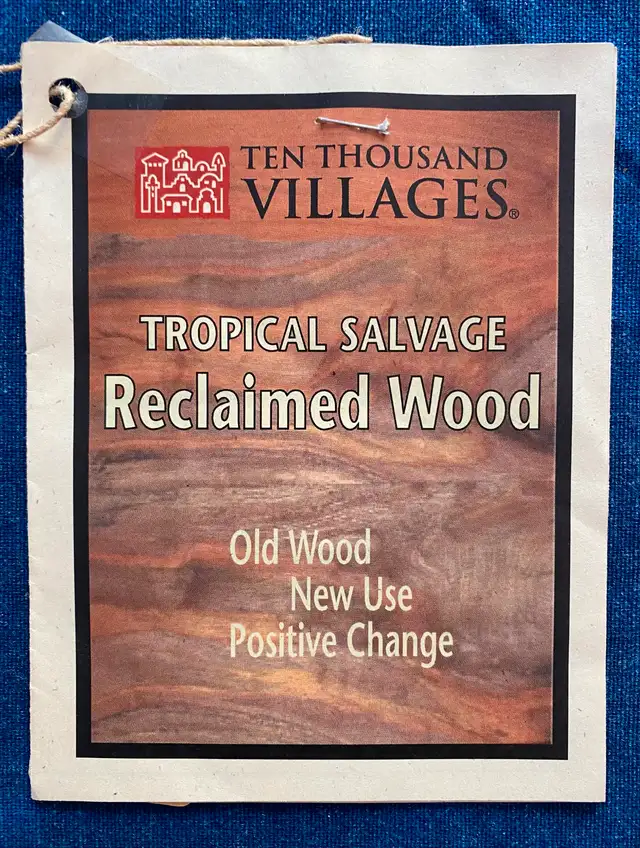 TEN THOUSAND
VILLAGES®
TROPICAL SALVAGE
Reclaimed Wood
Old Wood
New Use
Positive Change